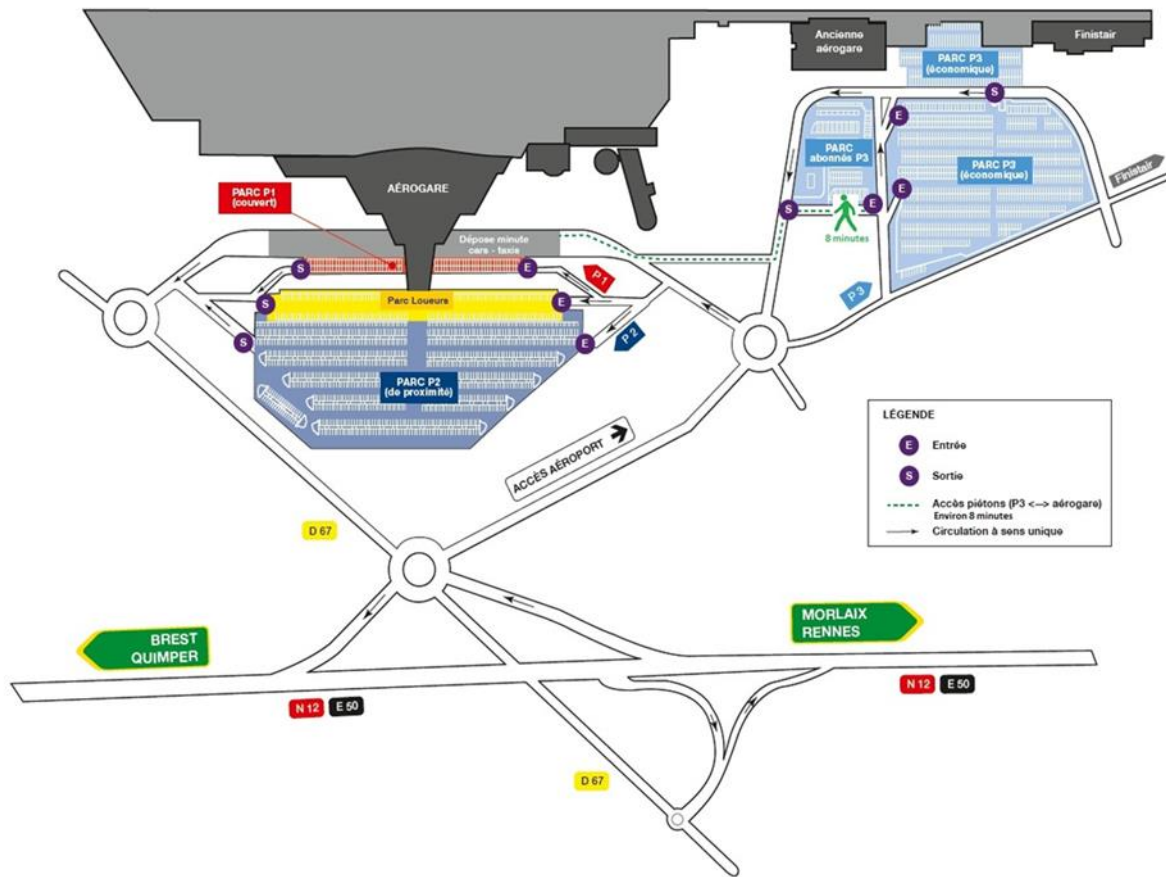 Ancienne
aérogare
Finistair
PARC P3
(économique)
S
E
PARC
abonnés P3
PARC P3
(économique)
E
S
E
8 minutes
Finistair
AÉROGARE
PARC P1
(couvert)
Dépose minute
cars - taxis
S
E
P1
P 3
S
Parc Loueurs
E
P 2
S
E
PARC P2
(de proximité)
ACCÈS AÉROPORT
LÉGENDE
E Entrée
S Sortie
Accès piétons (P3 <--> aérogare)
Environ 8 minutes
Circulation à sens unique
D 67
BREST
QUIMPER
MORLAIX
RENNES
N 12 E 50
N 12 E 50
D 67